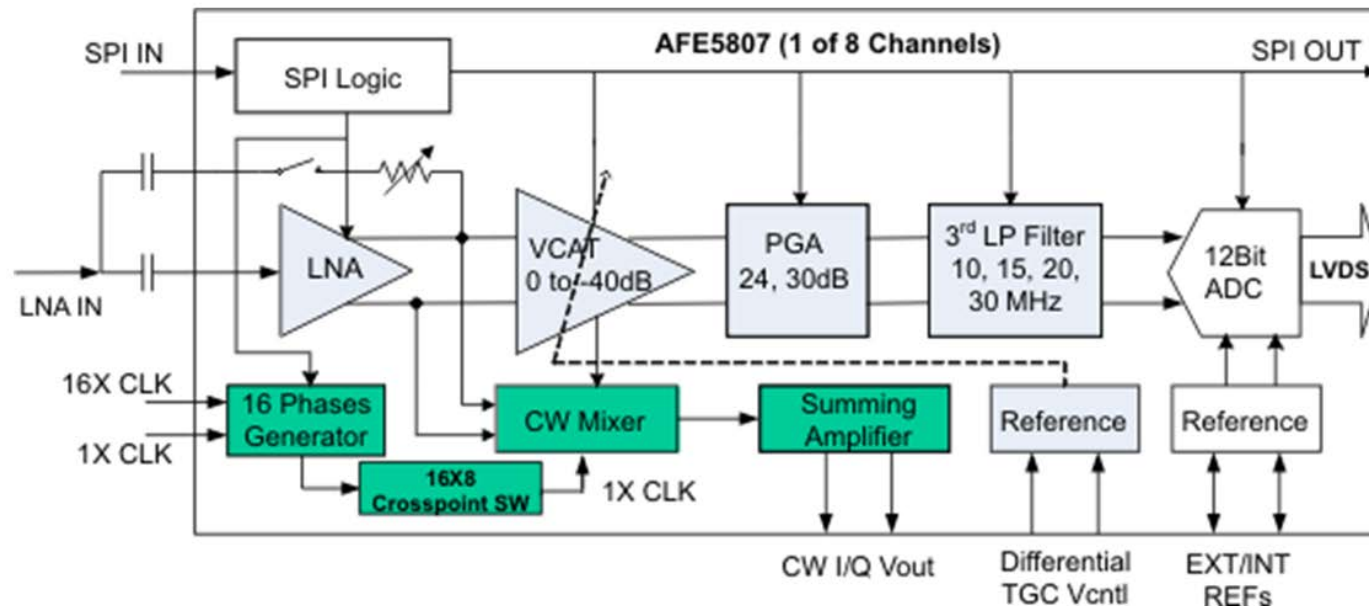 AFE5807 (1 of 8 Channels)
SPI IN
SPI Logic
SPI OUT
LNA
VCAT
0 to -40dB
PGA
24, 30dB
3rd LP Filter
10, 15, 20,
30 MHz
12Bit
ADC
LVDS
LNA IN
16X CLK
1X CLK
16 Phases
Generator
CW Mixer
Summing
Amplifier
Reference
Reference
16X8
Crosspoint SW
1X CLK
CW I/Q Vout
Differential
TGC Vcntl
EXT/INT
REFs